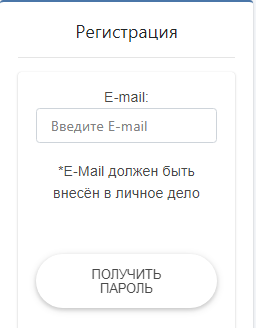 Регистрация
E-mail:
Введите E-mail
*E-Mail должен быть
внесён в личное дело
ПОЛУЧИТЬ
ПАРОЛЬ